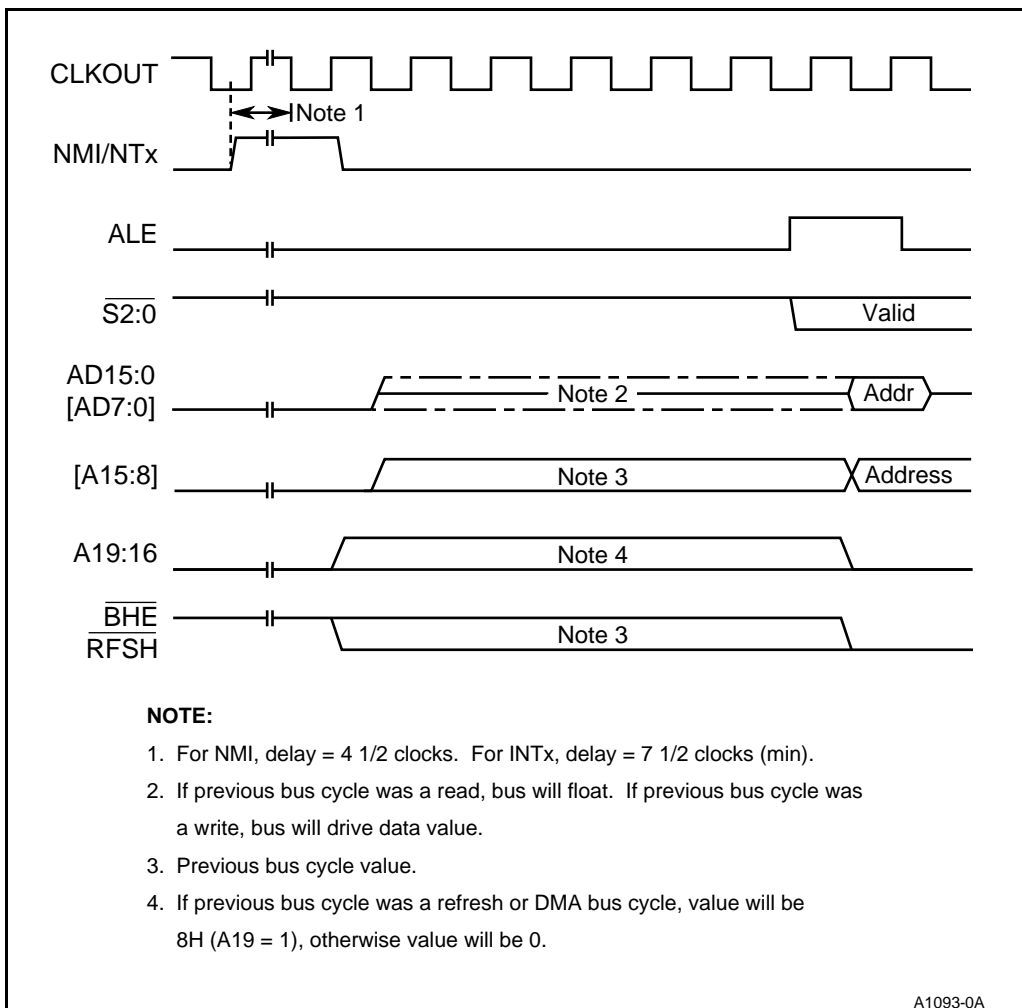 CLKOUT
Note 1
NMI/NTx
ALE
S2:0
Valid
AD15:0
[AD7:0]
Note 2
Addr
[A15:8]
Note 3
Address
A19:16
Note 4
BHE
RFSH
Note 3
NOTE:
1. For NMI, delay = 4 1/2 clocks. For INTx, delay = 7 1/2 clocks (min).
2. If previous bus cycle was a read, bus will float. If previous bus cycle was
a write, bus will drive data value.
3. Previous bus cycle value.
4. If previous bus cycle was a refresh or DMA bus cycle, value will be
8H (A19 = 1), otherwise value will be 0.
A1093-0A